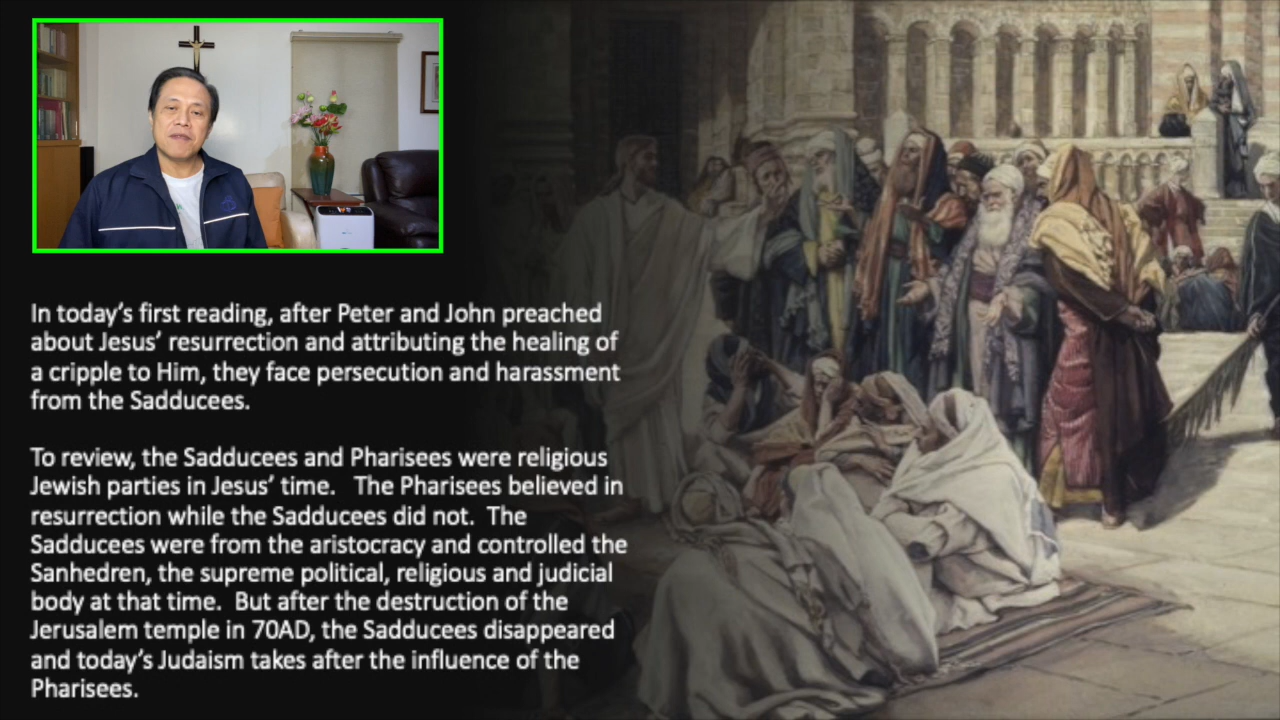 In today's first reading, after Peter and John preached
about Jesus' resurrection and attributing the healing of
a cripple to Him, they face persecution and harassment
from the Sadducees.
To review, the Sadducees and Pharisees were religious
Jewish parties in Jesus' time.   The Pharisees believed in
resurrection while the Sadducees did not.  The
Sadducees were from the aristocracy and controlled the
Sanhedren, the supreme political, religious and judicial
body at that time.  But after the destruction of the
Jerusalem temple in 70AD, the Sadducees disappeared
and today's Judaism takes after the influence of the
Pharisees.